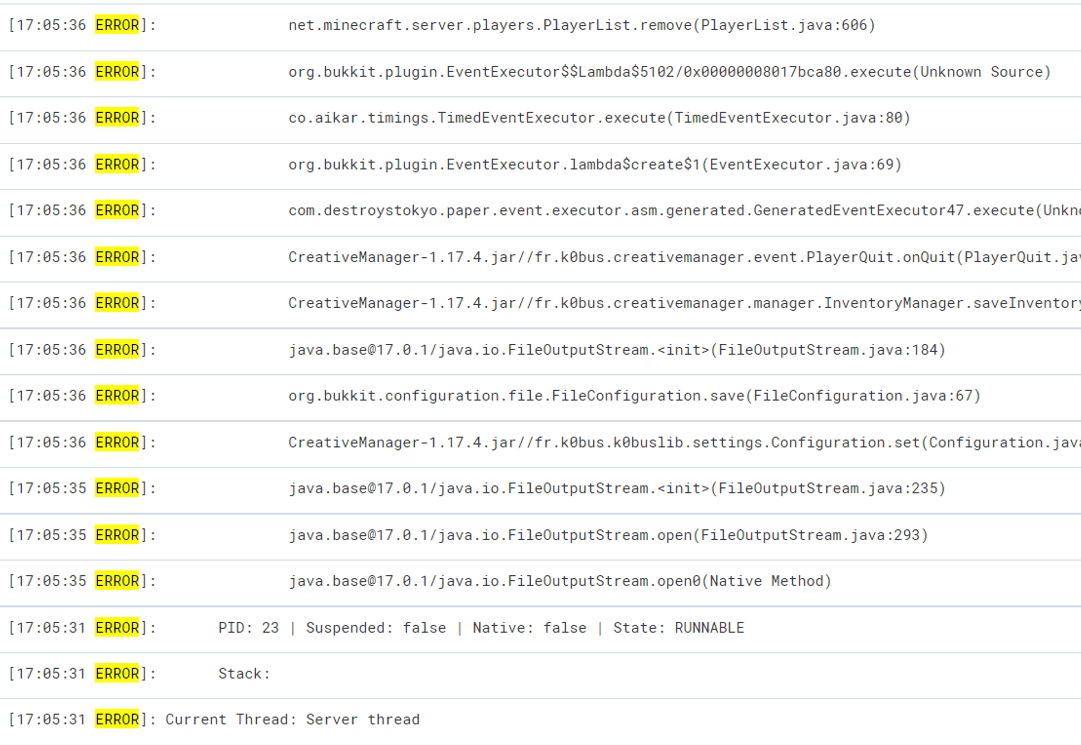 [17:05:36 ERROR]: net.minecraft.server.players.PlayerList.remove(PlayerList.java:606)
[17:05:36 ERROR]: org.bukkit.plugin.EventExecutor$$Lambda$5102/0x00000008017bca80.execute(Unknown Source)
[17:05:36 ERROR]: co.aikar.timings.TimedEventExecutor.execute(TimedEventExecutor.java:80)
[17:05:36 ERROR]: org.bukkit.plugin.EventExecutor.lambda$create$1(EventExecutor.java:69)
[17:05:36 ERROR]: com.destroystokyo.paper.event.executor.asm.generated.GeneratedEventExecutor47.execute(Unkn
[17:05:36 ERROR]: CreativeManager-1.17.4.jar//fr.k0bus.creativemanager.event.PlayerQuit.onQuit(PlayerQuit.jav
[17:05:36 ERROR]: CreativeManager-1.17.4.jar//fr.k0bus.creativemanager.manager.InventoryManager.saveInventory
[17:05:36 ERROR]: java.base@17.0.1/java.io.FileOutputStream.<init>(FileOutputStream.java:184)
[17:05:36 ERROR]: org.bukkit.configuration.file.FileConfiguration.save(FileConfiguration.java:67)
[17:05:36 ERROR]: CreativeManager-1.17.4.jar//fr.k0bus.k0buslib.settings.Configuration.set(Configuration.java
[17:05:35 ERROR]: java.base@17.0.1/java.io.FileOutputStream.<init>(FileOutputStream.java:235)
[17:05:35 ERROR]: java.base@17.0.1/java.io.FileOutputStream.open(FileOutputStream.java:293)
[17:05:35 ERROR]: java.base@17.0.1/java.io.FileOutputStream.open0(Native Method)
[17:05:31 ERROR]: PID: 23 | Suspended: false | Native: false | State: RUNNABLE
[17:05:31 ERROR]: Stack:
[17:05:31 ERROR]: Current Thread: Server thread